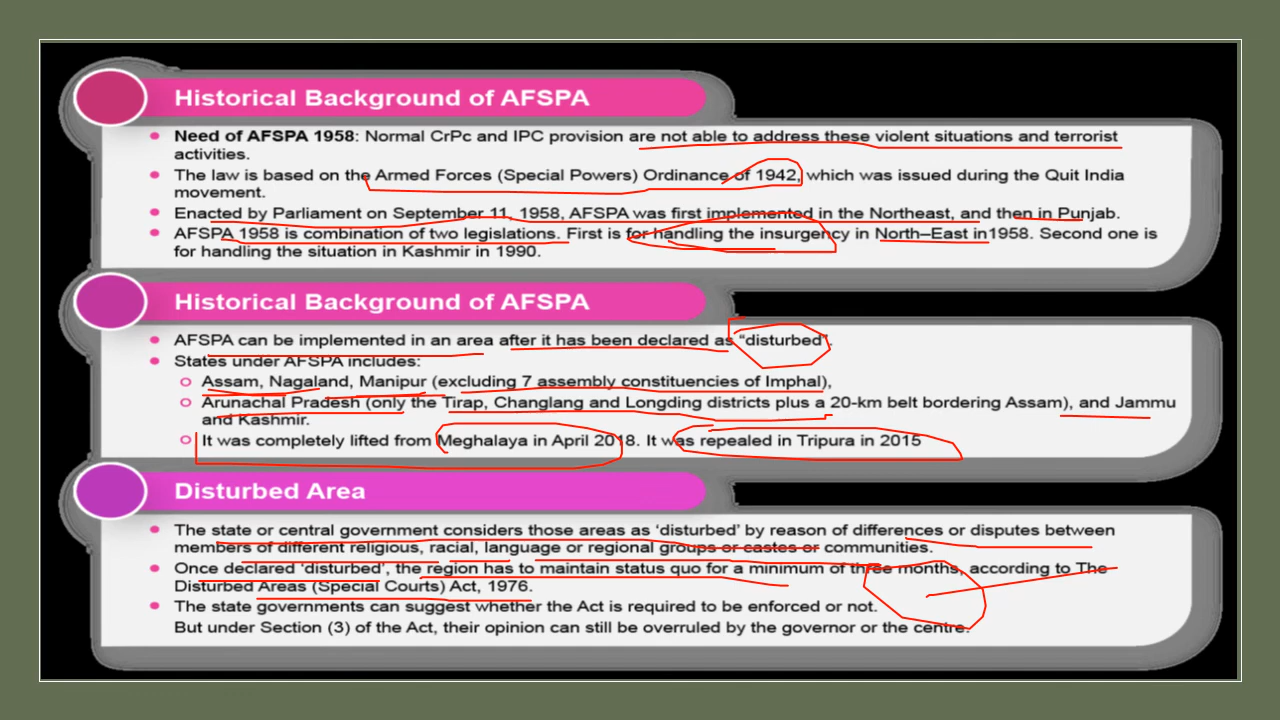 Historical Background of AFSPA
Need of AFSPA 1958: Normal CrPc and IPC provision are not able to address these violent situations and terrorist
activities.
The law is based on the Armed Forces (Special Powers) Ordinance of 1942, which was issued during the Quit India
movement.
Enacted by Parliament on September 11, 1958, AFSPA was first implemented in the Northeast, and then in Punjab.
AFSPA 1958 is combination of two legislations. First is for handling the insurgency in North–East in1958. Second one is
for handling the situation in Kashmir in 1990.
Historical Background of AFSPA
AFSPA can be implemented in an area after it has been declared as “disturbed”.
States under AFSPA includes:
Assam, Nagaland, Manipur (excluding 7 assembly constituencies of Imphal),
Arunachal Pradesh (only the Tirap, Changlang and Longding districts plus a 20-km belt bordering Assam), and Jammu
and Kashmir.
It was completely lifted from Meghalaya in April 2018. It was repealed in Tripura in 2015
Disturbed Area
The state or central government considers those areas as ‘disturbed’ by reason of differences or disputes between
members of different religious, racial, language or regional groups or castes or communities.
Once declared ‘disturbed’, the region has to maintain status quo for a minimum of three months, according to The
Disturbed Areas (Special Courts) Act, 1976.
The state governments can suggest whether the Act is required to be enforced or not.
But under Section (3) of the Act, their opinion can still be overruled by the governor or the centre.